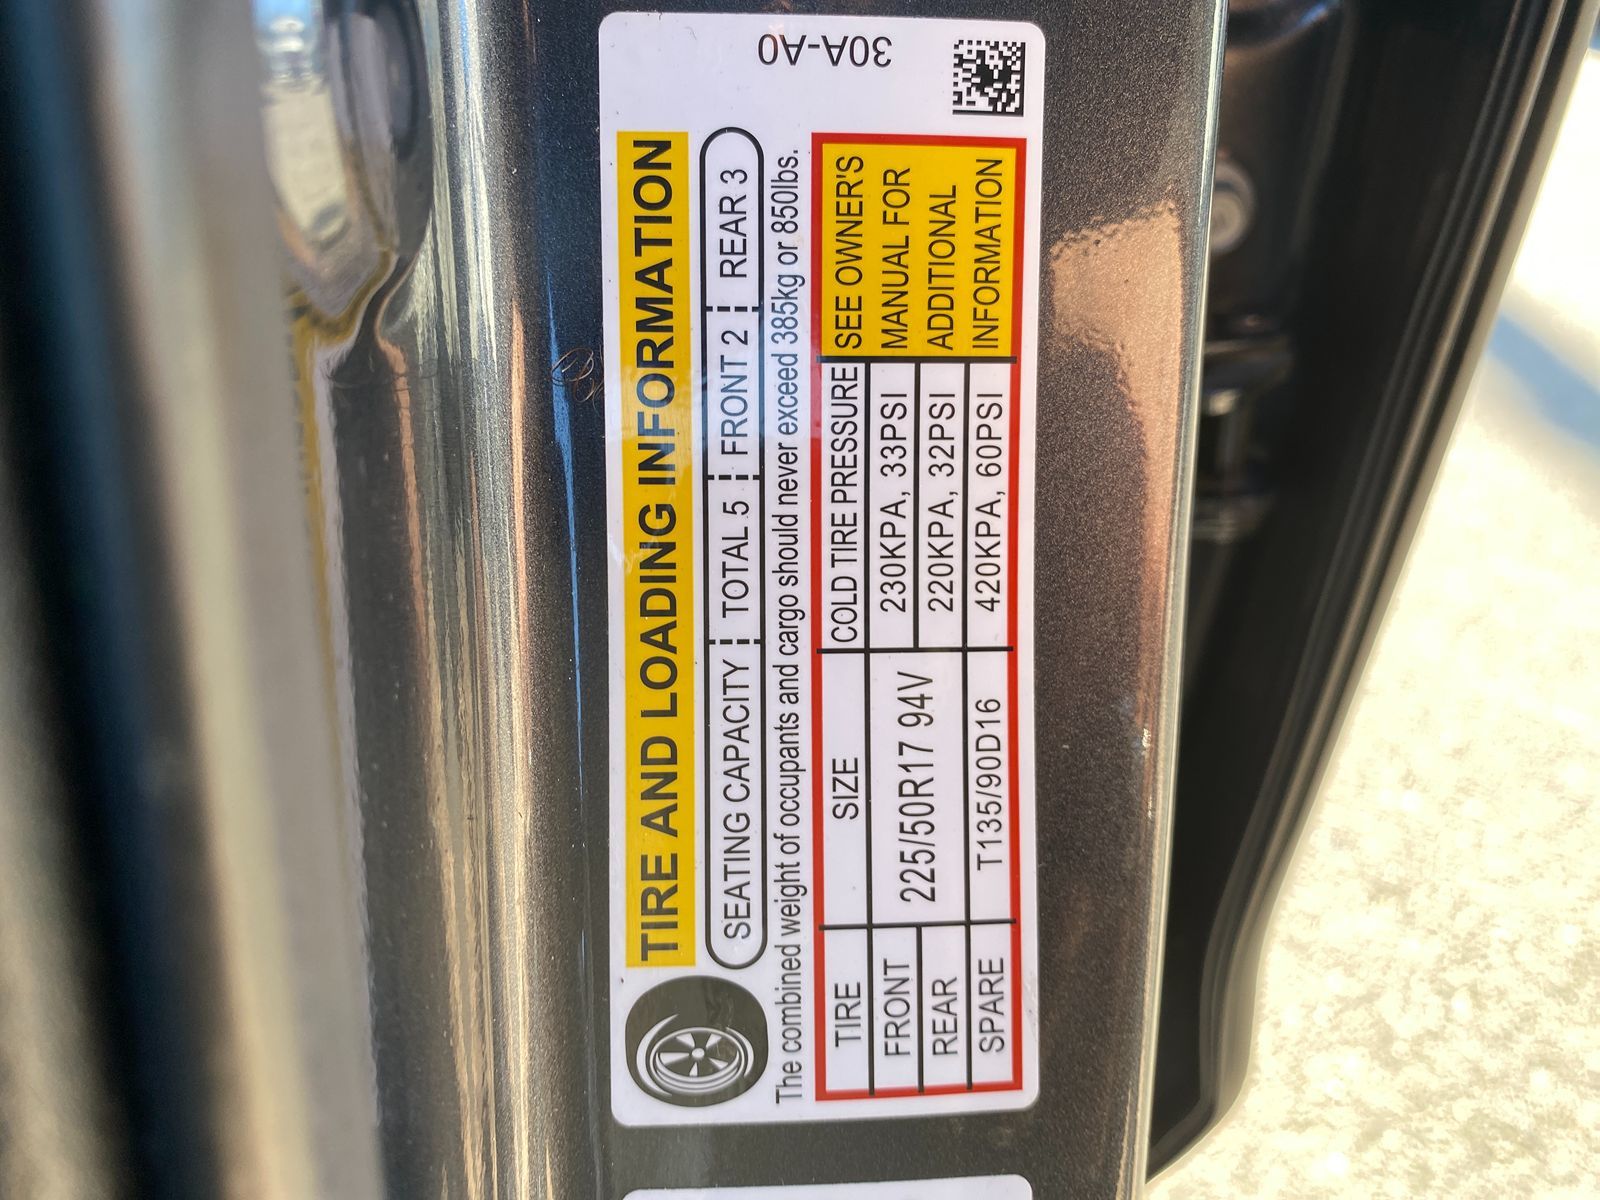 30A-A0
TIRE AND LOADING INFORMATION
SEATING CAPACITY TOTAL 5 FRONT 2 REAR 3
The combined weight of occupants and cargo should never exceed 385kg or 850lbs.
TIRE SIZE COLD TIRE PRESSURE
FRONT 225/50R17 94V 230KPA, 33PSI
REAR 220KPA, 32PSI
SPARE T135/90D16 420KPA, 60PSI
SEE OWNER'S
MANUAL FOR
ADDITIONAL
INFORMATION